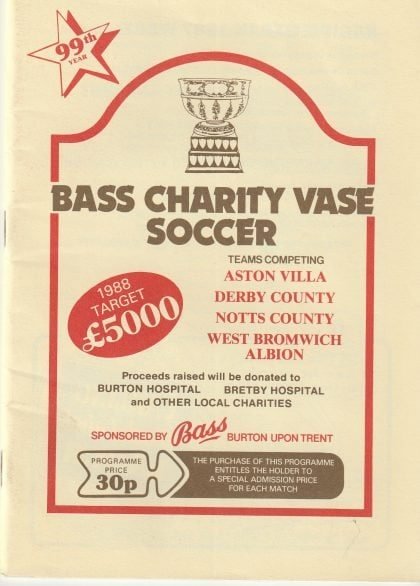 99th
YEAR
BASS CHARITY VASE
SOCCER
TEAMS COMPETING
ASTON VILLA
DERBY COUNTY
NOTTS COUNTY
WEST BROMWICH
ALBION
1988
TARGET
£5000
Proceeds raised will be donated to
BURTON HOSPITAL BRETBY HOSPITAL
and OTHER LOCAL CHARITIES
SPONSORED BY Bass BURTON UPON TRENT
PROGRAMME
PRICE
30p
THE PURCHASE OF THIS PROGRAMME
ENTITLES THE HOLDER TO
A SPECIAL ADMISSION PRICE
FOR EACH MATCH